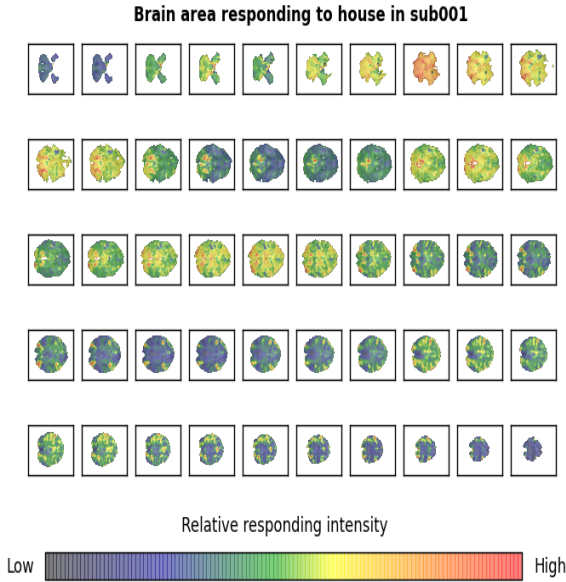 Brain area responding to house in sub001
Relative responding intensity
Low High